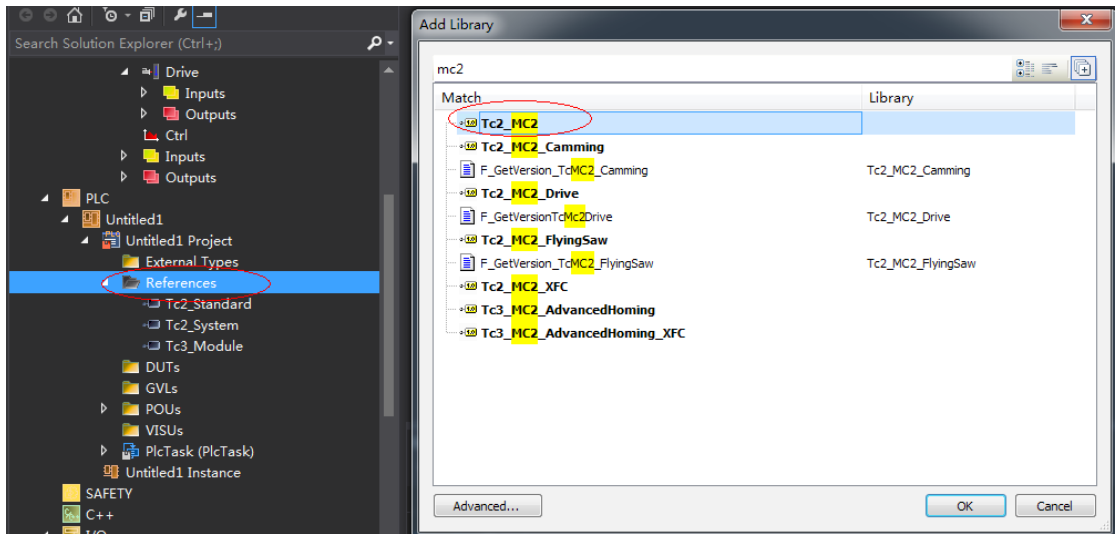 Search Solution Explorer (Ctrl+;)
Drive
Inputs
Outputs
Ctrl
Inputs
Outputs
PLC
Untitled1
Untitled1 Project
External Types
References
Tc2_Standard
Tc2_System
Tc3_Module
DUTs
GVLs
POUs
VISUs
PlcTask (PlcTask)
Untitled1 Instance
SAFETY
C++
I/O
Add Library
mc2
Match Library
Tc2_MC2
Tc2_MC2_Camming
F_GetVersion_TcMC2_Camming Tc2_MC2_Camming
Tc2_MC2_Drive
F_GetVersionTcMc2Drive Tc2_MC2_Drive
Tc2_MC2_FlyingSaw
F_GetVersion_TcMC2_FlyingSaw Tc2_MC2_FlyingSaw
Tc2_MC2_XFC
Tc3_MC2_AdvancedHoming
Tc3_MC2_AdvancedHoming_XFC
Advanced... OK Cancel